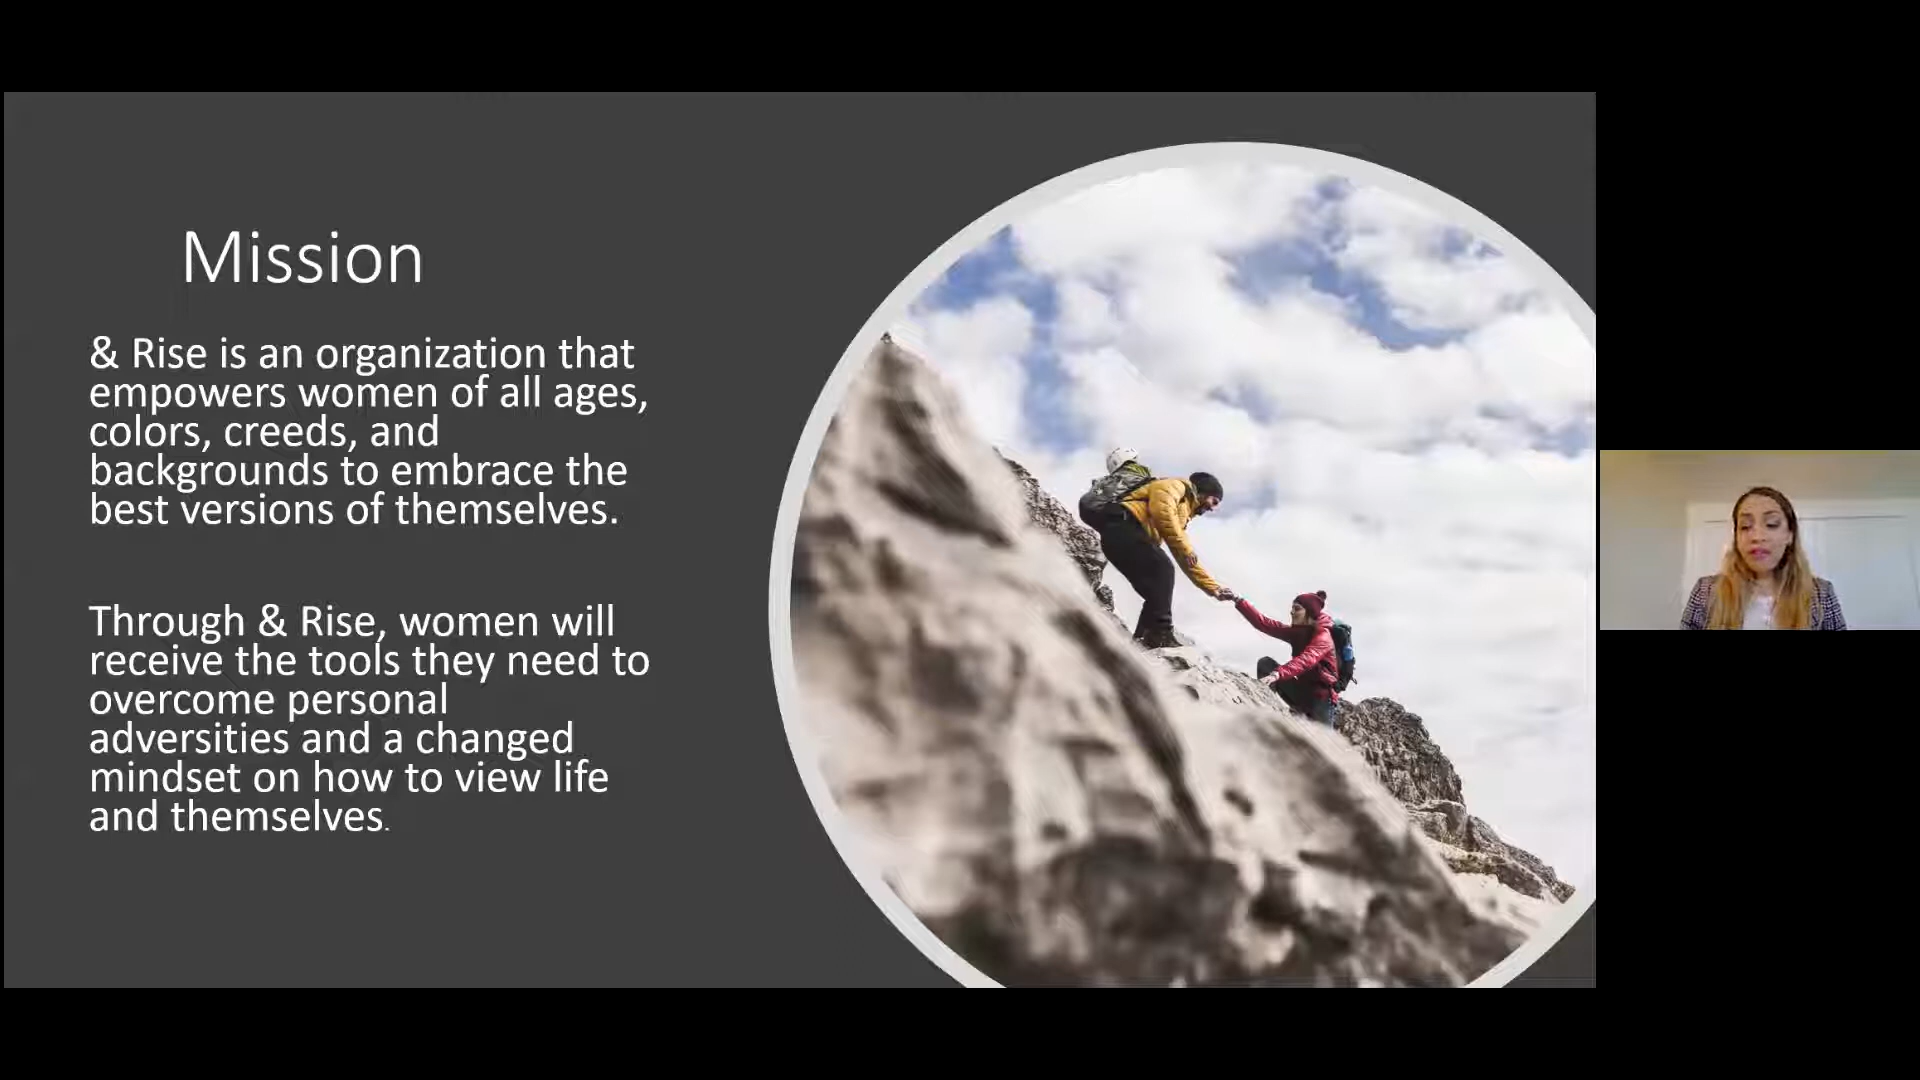 Mission
& Rise is an organization that
empowers women of all ages,
colors, creeds, and
backgrounds to embrace the
best versions of themselves.
Through & Rise, women will
receive the tools they need to
overcome personal
adversities and a changed
mindset on how to view life
and themselves.